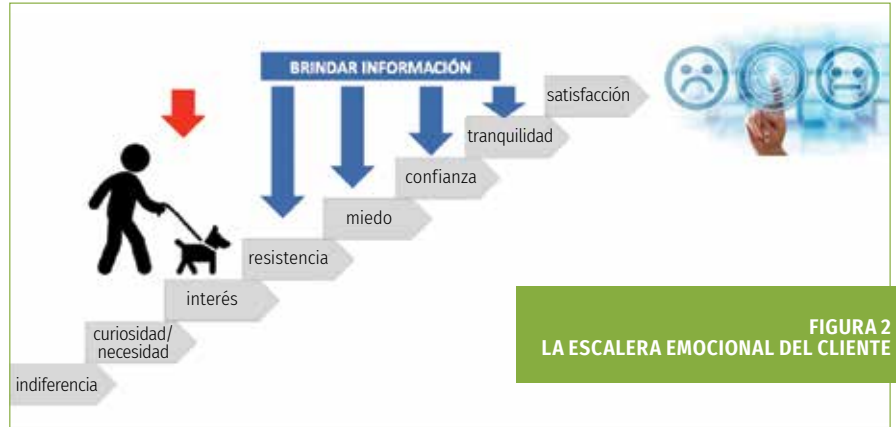 BRINDAR INFORMACIÓN
satisfacción
tranquilidad
confianza
miedo
resistencia
interés
curiosidad/
necesidad
indiferencia
FIGURA 2
LA ESCALERA EMOCIONAL DEL CLIENTE